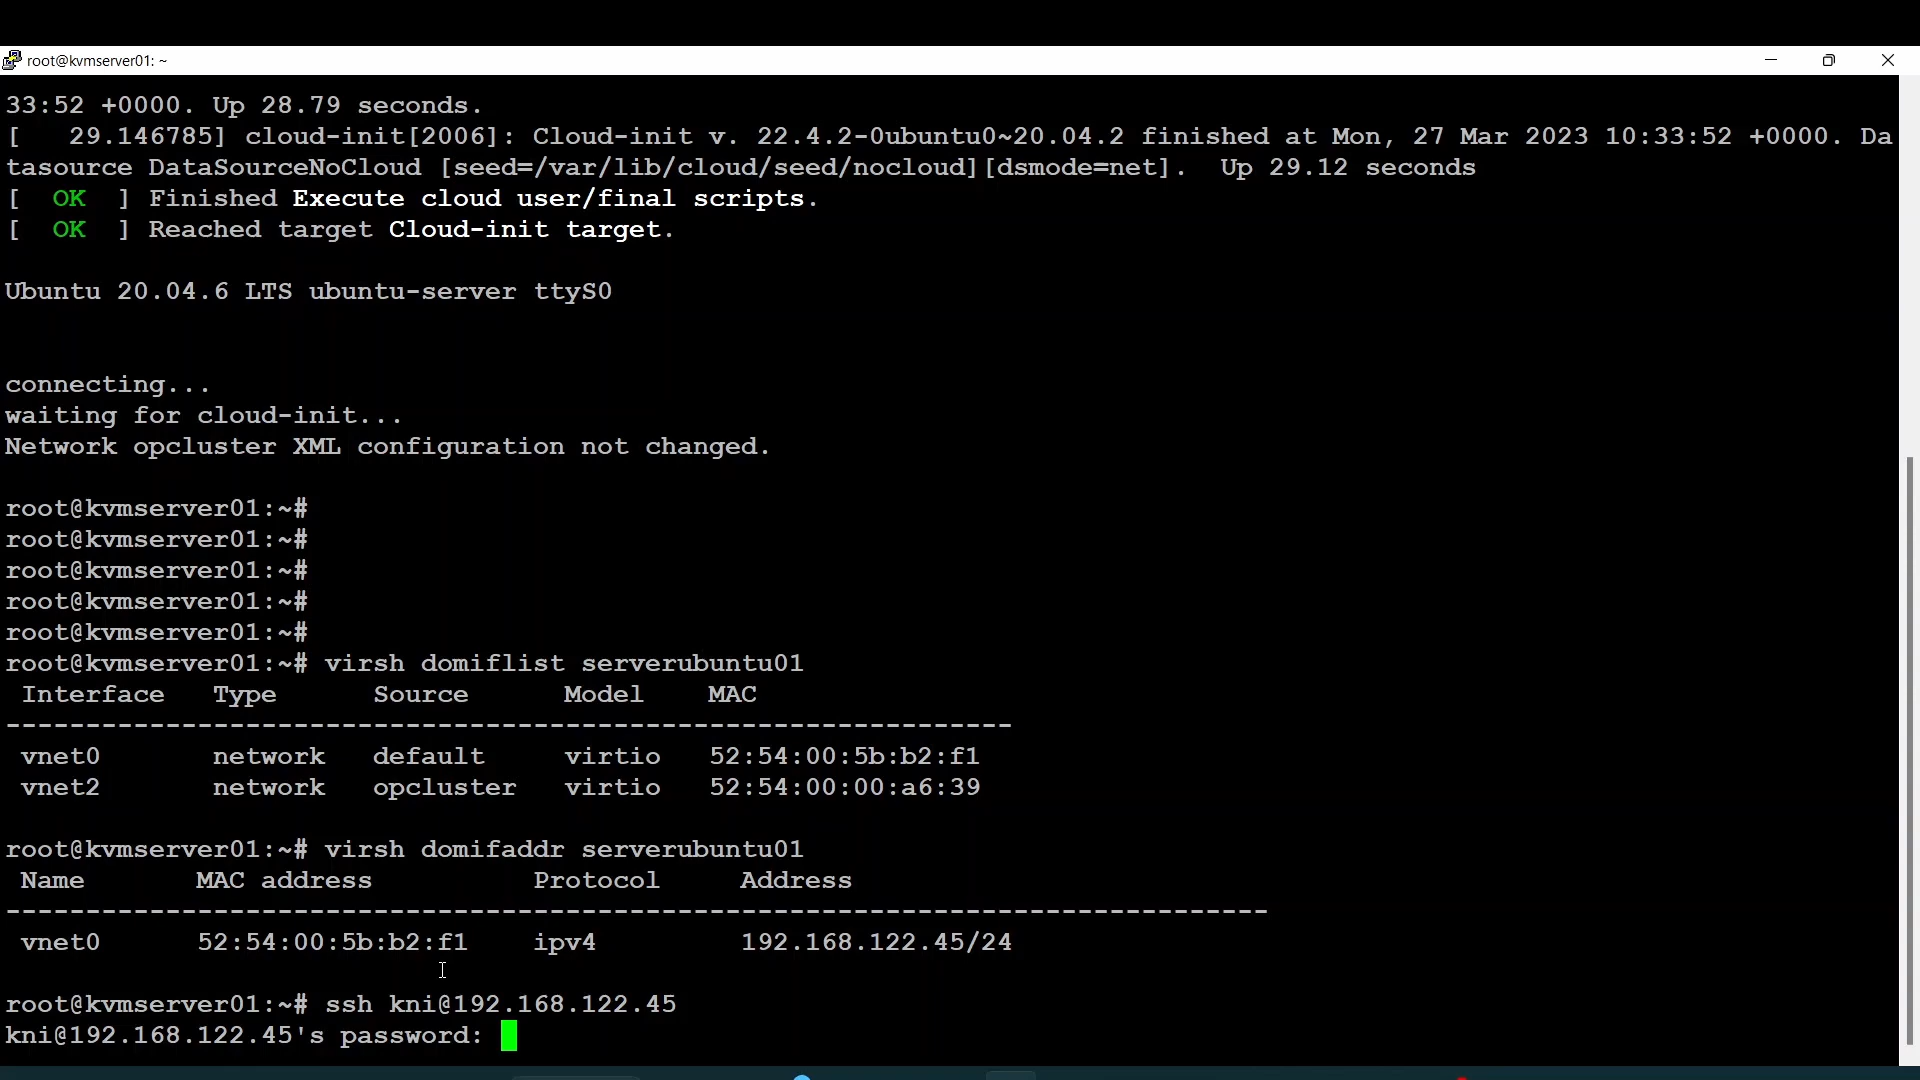 root@kvmserver01: ~
33:52 +0000. Up 28.79 seconds.
[   29.146785] cloud-init[2006]: Cloud-init v. 22.4.2-0ubuntu0~20.04.2 finished at Mon, 27 Mar 2023 10:33:52 +0000. Da
tasource DataSourceNoCloud [seed=/var/lib/cloud/seed/nocloud][dsmode=net].  Up 29.12 seconds
[  OK  ] Finished Execute cloud user/final scripts.
[  OK  ] Reached target Cloud-init target.
Ubuntu 20.04.6 LTS ubuntu-server ttyS0
connecting...
waiting for cloud-init...
Network opcluster XML configuration not changed.
root@kvmserver01:~#
root@kvmserver01:~#
root@kvmserver01:~#
root@kvmserver01:~#
root@kvmserver01:~#
root@kvmserver01:~# virsh domiflist serverubuntu01
 Interface   Type      Source      Model    MAC
---------------------------------------------------------------
 vnet0       network   default     virtio   52:54:00:5b:b2:f1
 vnet2       network   opcluster   virtio   52:54:00:00:a6:39
root@kvmserver01:~# virsh domifaddr serverubuntu01
 Name       MAC address          Protocol     Address
-------------------------------------------------------------------------------
 vnet0      52:54:00:5b:b2:f1    ipv4         192.168.122.45/24
root@kvmserver01:~# ssh kni@192.168.122.45
kni@192.168.122.45's password: